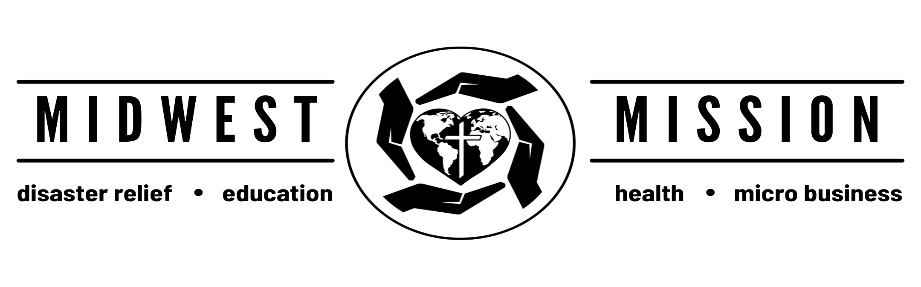 MIDWEST MISSION
disaster relief • education health • micro business